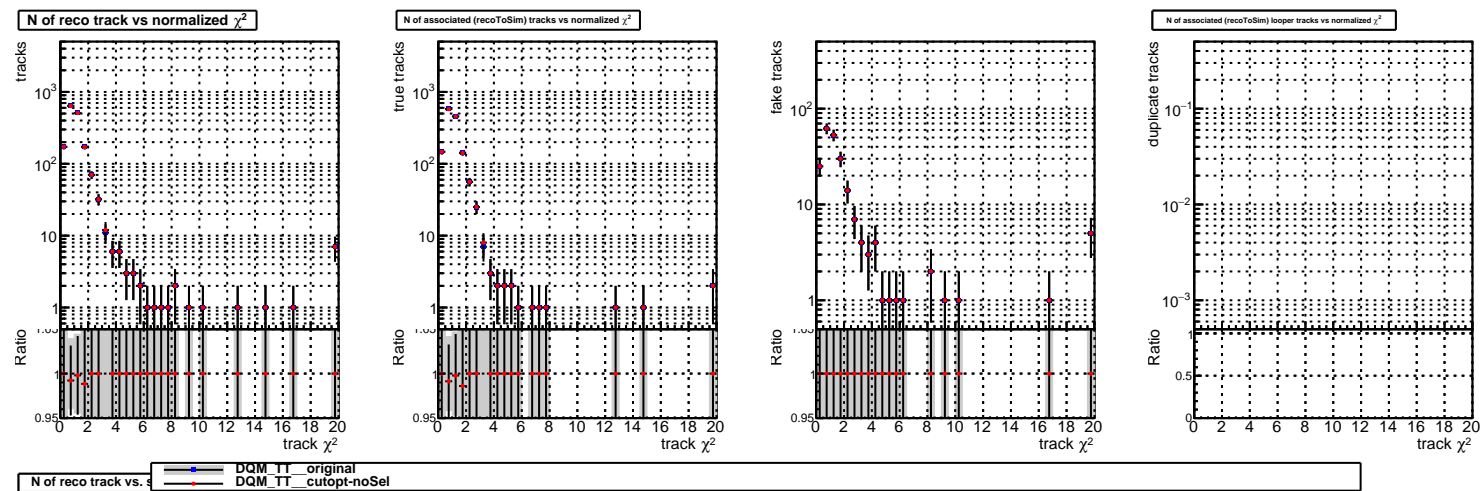 N of reco track vs normalized χ²
tracks
10³
10²
10
1
Ratio
1.05
1
0.95
0 2 4 6 8 10 12 14 16 18 20
track χ²
N of associated (recoToSim) tracks vs normalized χ²
true tracks
10³
10²
10
1
Ratio
1.05
1
0.95
0 2 4 6 8 10 12 14 16 18 20
track χ²
fake tracks
10²
10
1
Ratio
1.05
1
0.95
0 2 4 6 8 10 12 14 16 18 20
track χ²
N of associated (recoToSim) looper tracks vs normalized χ²
duplicate tracks
10⁻¹
10⁻²
10⁻³
Ratio
1
0.5
0
0 2 4 6 8 10 12 14 16 18 20
track χ²
N of reco track vs. s
DQM_TT__original
DQM_TT__cutopt-noSel